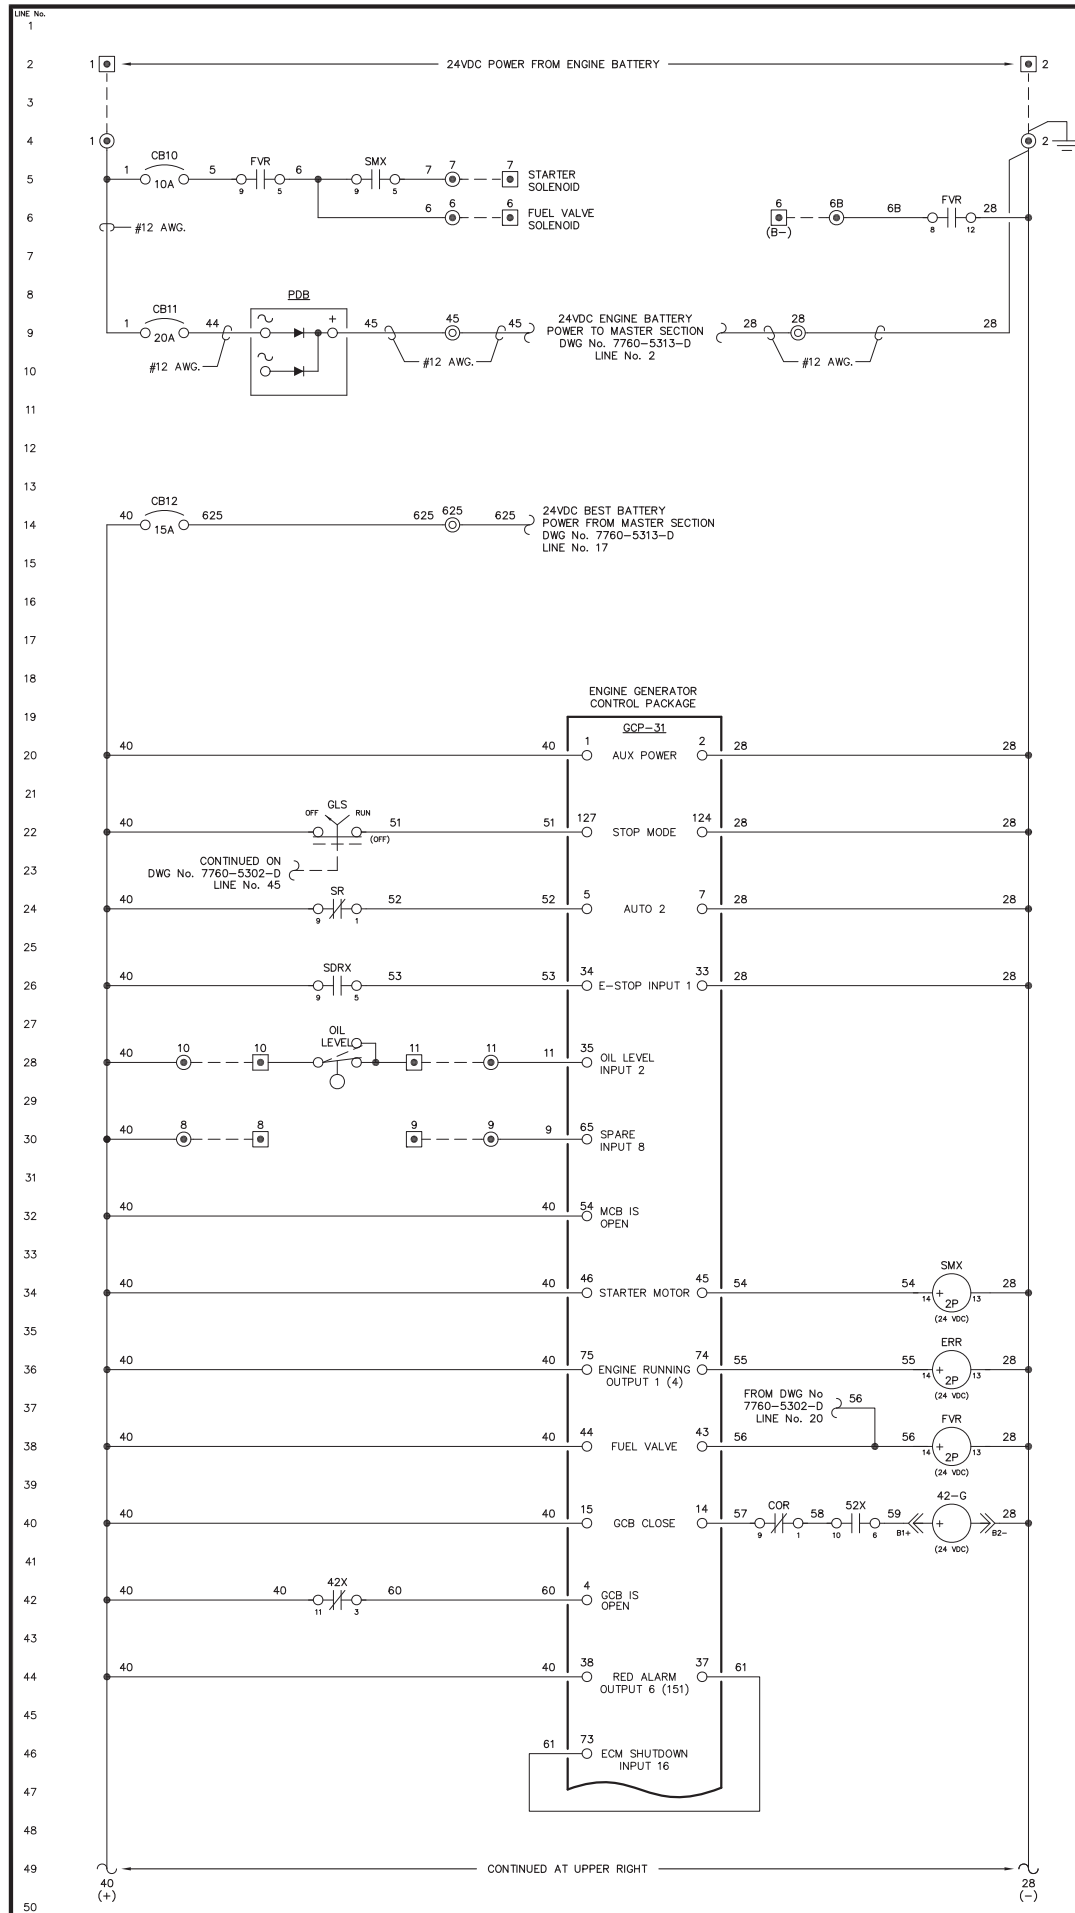 LINE No.
1
2 1 24VDC POWER FROM ENGINE BATTERY 2
3
4 1 2
CB10 FVR SMX
5 1 10A 5 9 5 6 9 5 7 7 7 STARTER SOLENOID
6 #12 AWG. 6 6 6 FUEL VALVE SOLENOID 6 (B-) 6B 6B FVR 8 12 28
7
8 PDB
CB11
9 1 20A 44 + 45 45 45 24VDC ENGINE BATTERY 28 28 28
POWER TO MASTER SECTION
DWG No. 7760-5313-D
LINE No. 2
10 #12 AWG. #12 AWG. #12 AWG.
11
12
13
CB12
14 40 15A 625 625 625 625 24VDC BEST BATTERY
POWER FROM MASTER SECTION
DWG No. 7760-5313-D
LINE No. 17
15
16
17
18
ENGINE GENERATOR
CONTROL PACKAGE
19
GCP-31
20 40 40 1 AUX POWER 2 28 28
21
GLS
OFF RUN
22 40 (OFF) 51 51 127 STOP MODE 124 28 28
23 CONTINUED ON
DWG No. 7760-5302-D
LINE No. 45
SR
24 40 9 1 52 52 5 AUTO 2 7 28 28
25
SDRX
26 40 9 5 53 53 34 E-STOP INPUT 1 33 28 28
27
OIL
LEVEL
28 40 10 10 11 11 11 35 OIL LEVEL
INPUT 2
29
30 40 8 8 9 9 9 65 SPARE
INPUT 8
31
32 40 40 54 MCB IS
OPEN
33
SMX
34 40 40 46 STARTER MOTOR 45 54 54 14 + 2P 13 28
(24 VDC)
35
ERR
36 40 40 75 ENGINE RUNNING 74 55 55 14 + 2P 13 28
OUTPUT 1 (4)
(24 VDC)
37 FROM DWG No
7760-5302-D
LINE No. 20
56
FVR
38 40 40 44 FUEL VALVE 43 56 56 14 + 2P 13 28
(24 VDC)
39
COR 52X 42-G
40 40 40 15 GCB CLOSE 14 57 9 1 58 10 6 59 B1+ + B2- 28
(24 VDC)
41
42X
42 40 40 11 3 60 60 4 GCB IS
OPEN
43
44 40 40 38 RED ALARM 37 61
OUTPUT 6 (151)
45
46 61 73 ECM SHUTDOWN
INPUT 16
47
48
49 CONTINUED AT UPPER RIGHT
40 28
(+) (-)
50